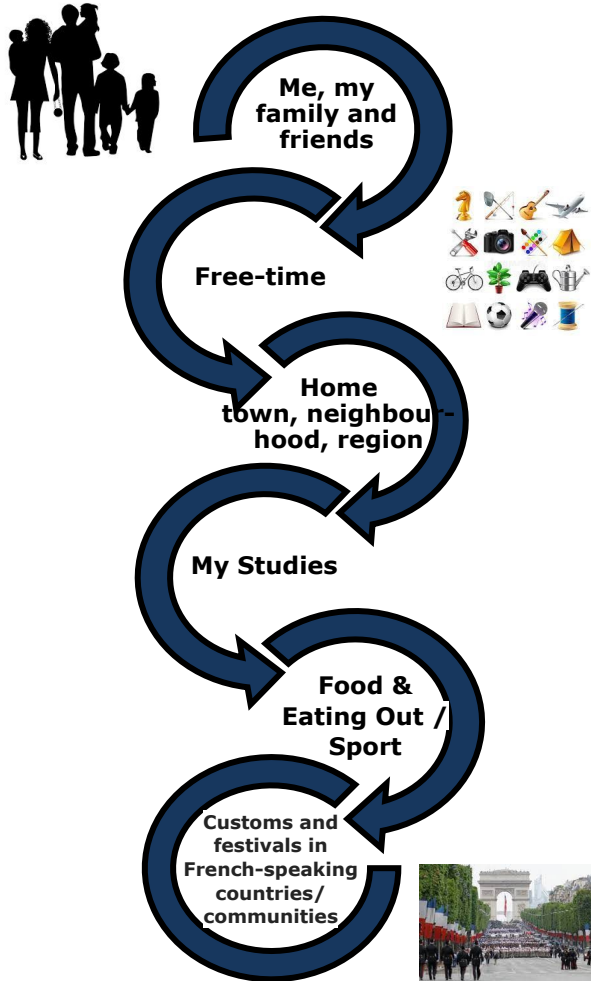 Me, my
family and
friends
Free-time
Home
town, neighbour-
hood, region
My Studies
Food &
Eating Out /
Sport
Customs and
festivals in
French-speaking
countries/
communities